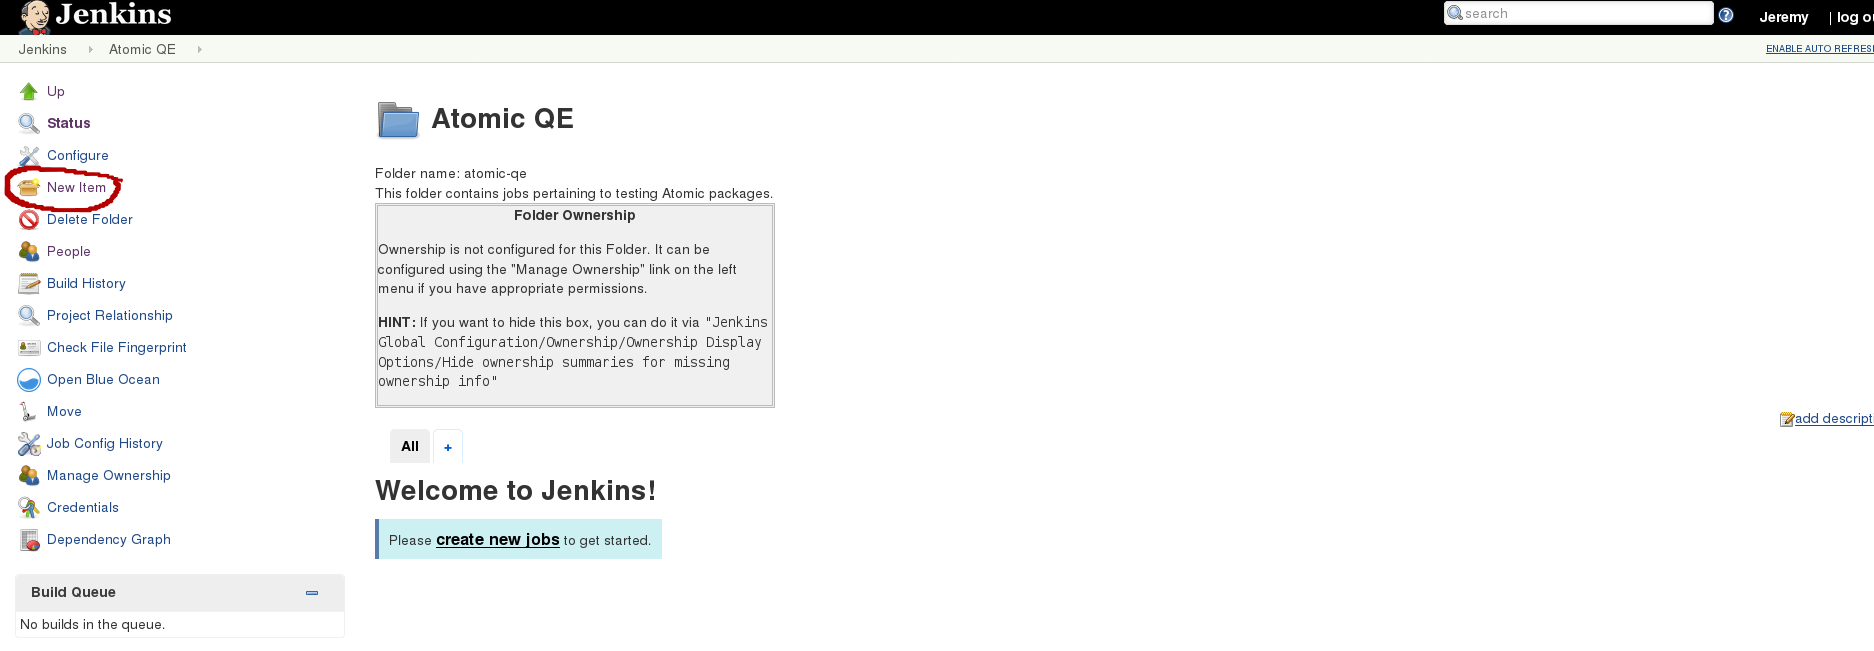 Jenkins
search
Jeremy
| log o
Jenkins
Atomic QE
ENABLE AUTO REFRES
Up
Status
Configure
New Item
Delete Folder
People
Build History
Project Relationship
Check File Fingerprint
Open Blue Ocean
Move
Job Config History
Manage Ownership
Credentials
Dependency Graph
Build Queue
No builds in the queue.
Atomic QE
Folder name: atomic-qe
This folder contains jobs pertaining to testing Atomic packages.
Folder Ownership
Ownership is not configured for this Folder. It can be
configured using the "Manage Ownership" link on the left
menu if you have appropriate permissions.
HINT: If you want to hide this box, you can do it via "Jenkins
Global Configuration/Ownership/Ownership Display
Options/Hide ownership summaries for missing
ownership info"
add descript
All
+
Welcome to Jenkins!
Please create new jobs to get started.